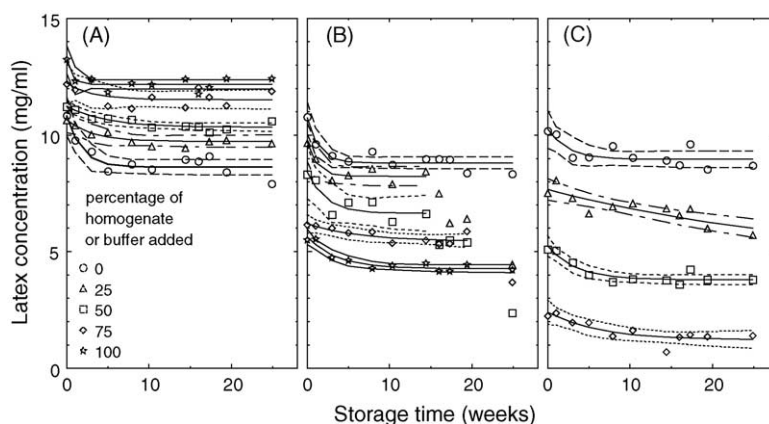 15
10
5
0
Latex concentration (mg/ml)
(A)
(B)
(C)
percentage of
homogenate
or buffer added
0
25
50
75
100
0 10 20 0 10 20 0 10 20
Storage time (weeks)